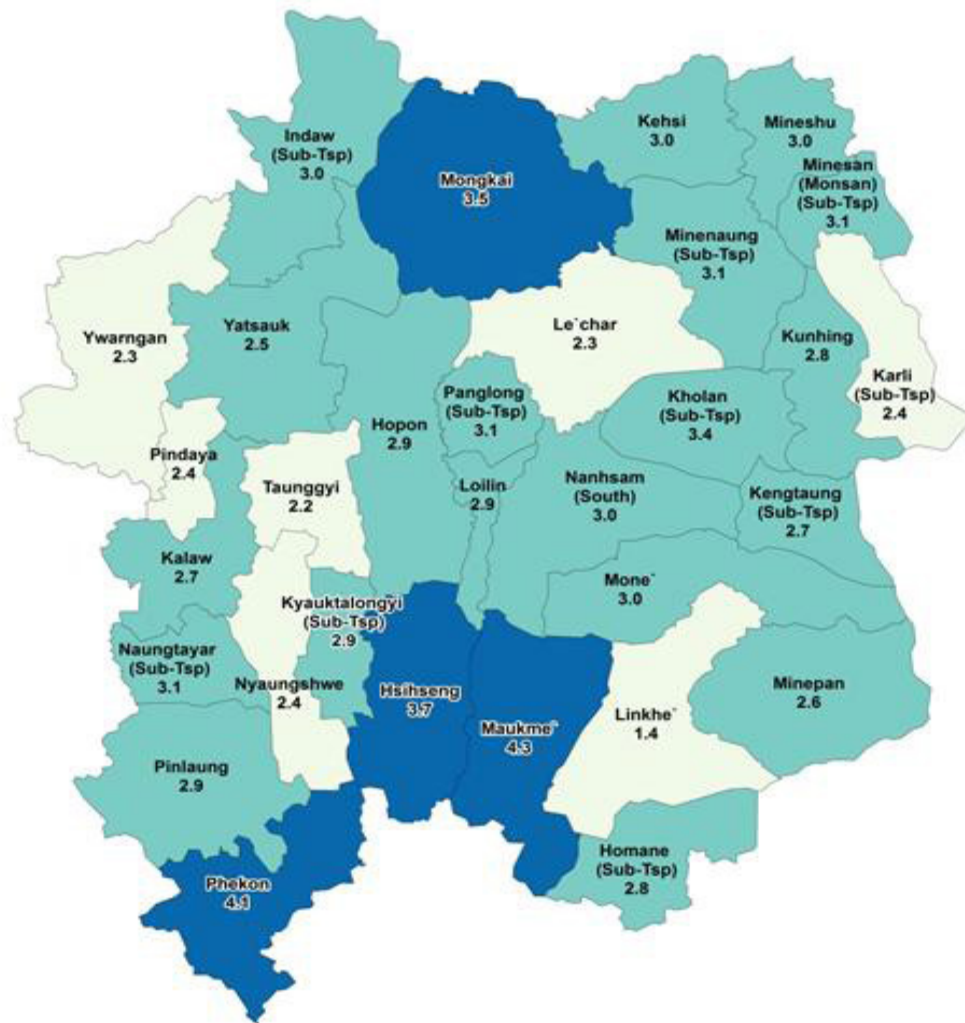 Indaw
(Sub-Tsp)
3.0
Mongkai
3.5
Kehsi
3.0
Mineshu
3.0
Minesan
(Monsan)
(Sub-Tsp)
3.1
Minenaung
(Sub-Tsp)
3.1
Ywarngan
2.3
Yatsauk
2.5
Le`char
2.3
Kunhing
2.8
Karli
(Sub-Tsp)
2.4
Panglong
(Sub-Tsp)
3.1
Kholan
(Sub-Tsp)
3.4
Hopon
2.9
Pindaya
2.4
Taunggyi
2.2
Loilin
2.9
Nanhsam
(South)
3.0
Kengtaung
(Sub-Tsp)
2.7
Kalaw
2.7
Mone`
3.0
Kyauktalongyi
(Sub-Tsp)
2.9
Naungtayar
(Sub-Tsp)
3.1
Nyaungshwe
2.4
Hsihseng
3.7
Maukme`
4.3
Linkhe`
1.4
Minepan
2.6
Pinlaung
2.9
Homane
(Sub-Tsp)
2.8
Phekon
4.1